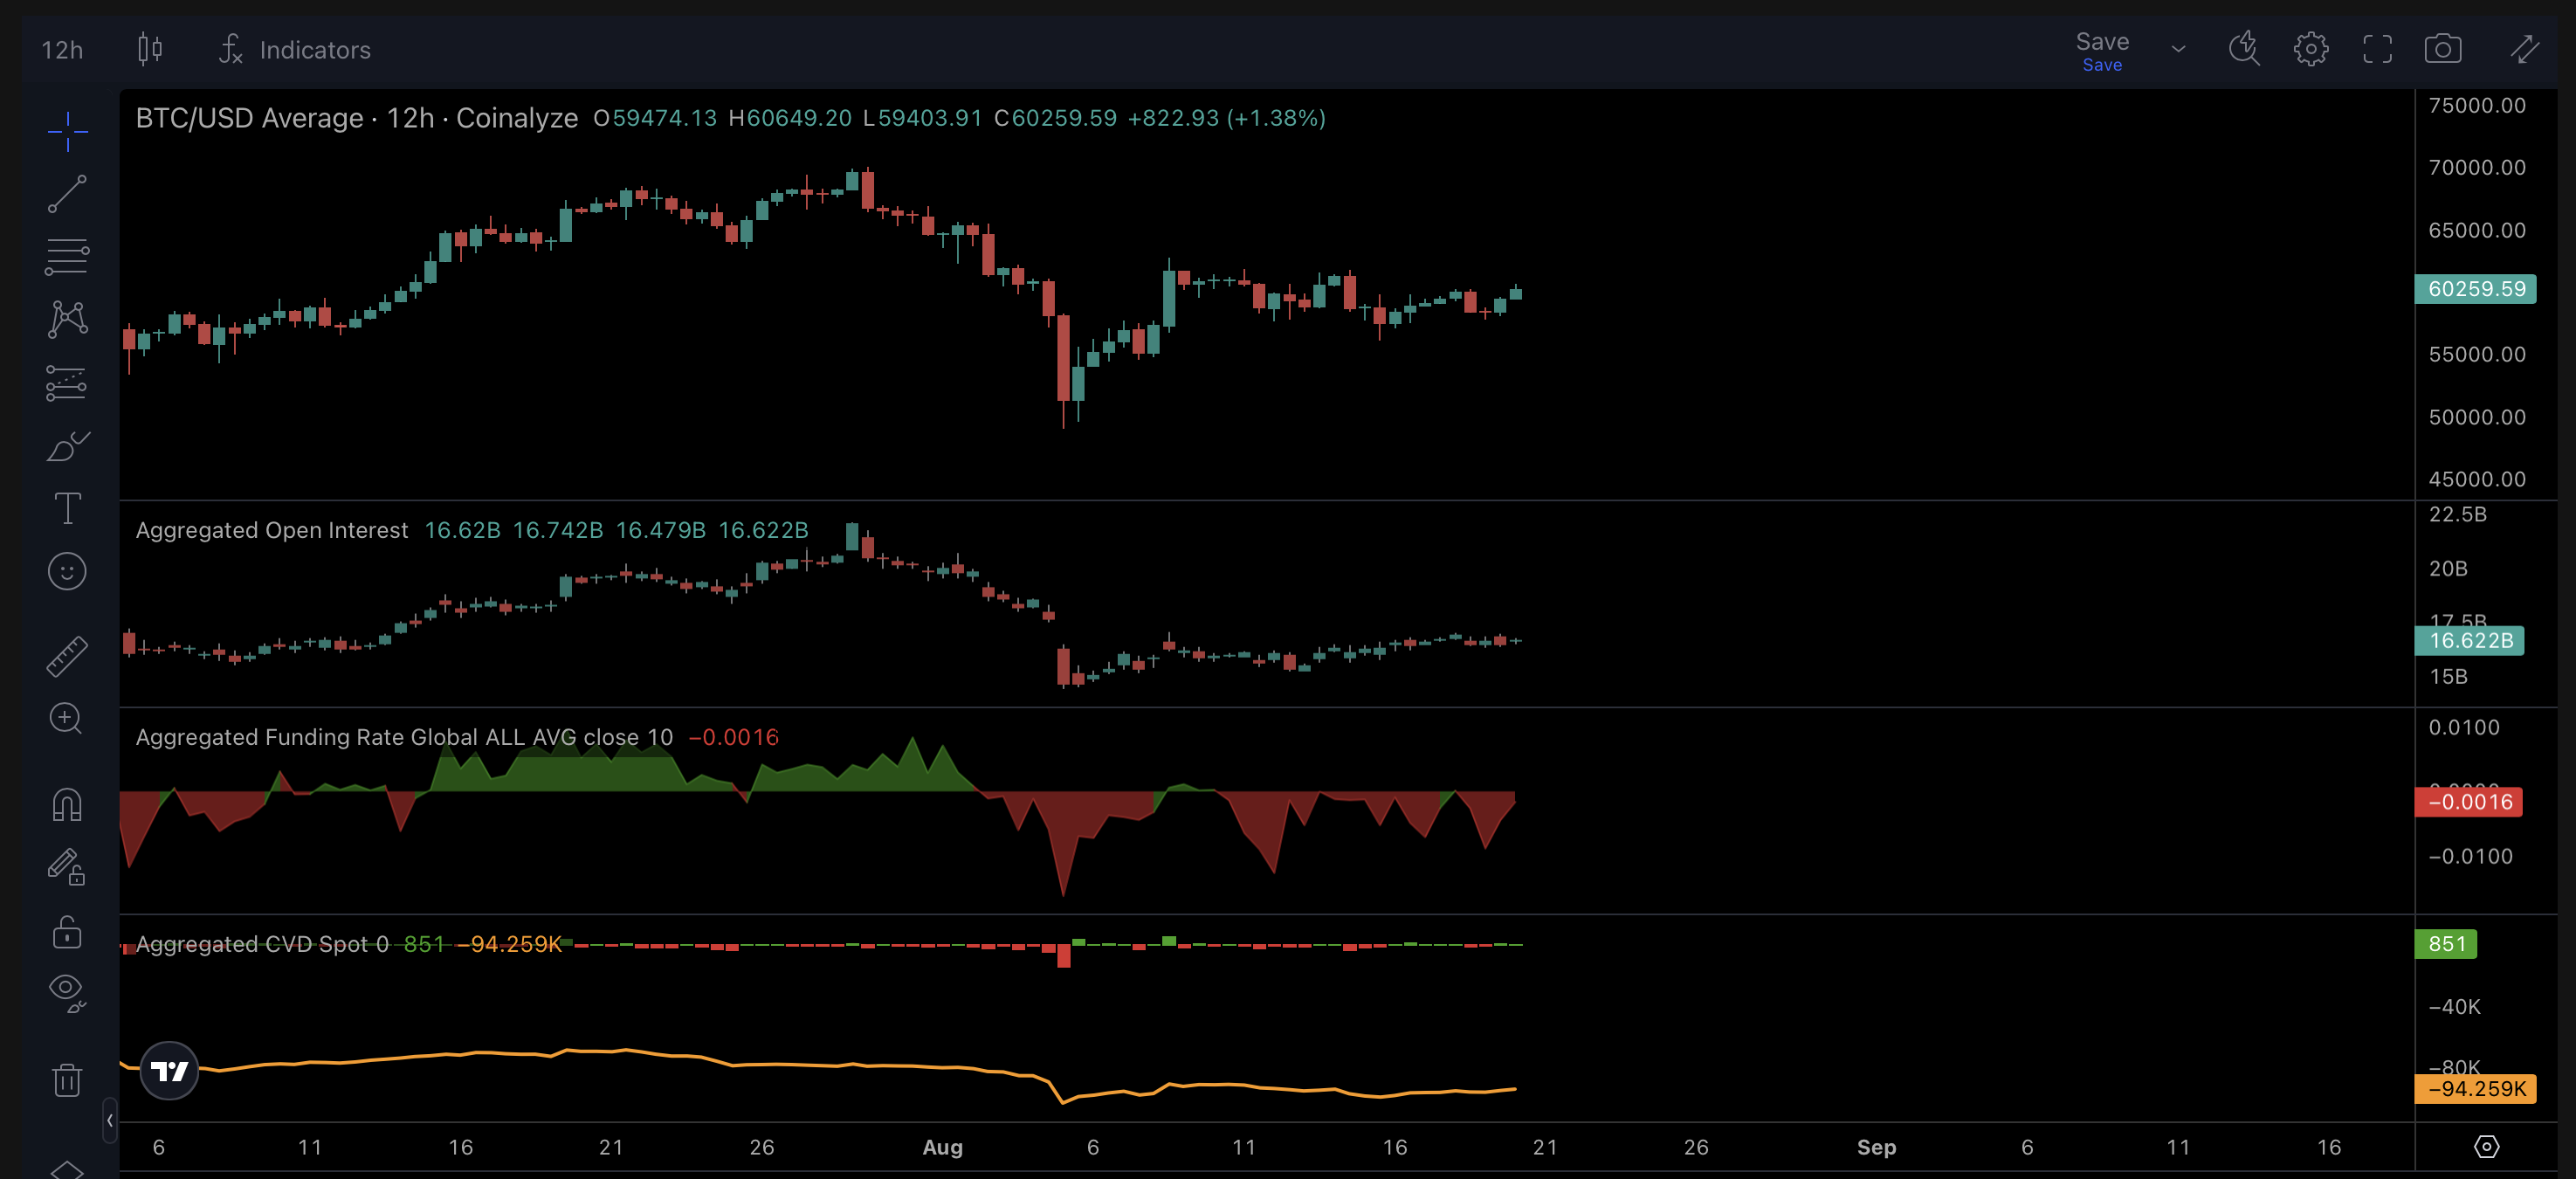 12h Indicators Save
Save
BTC/USD Average · 12h · Coinalyze O59474.13 H60649.20 L59403.91 C60259.59 +822.93 (+1.38%)
75000.00
70000.00
65000.00
60259.59
55000.00
50000.00
45000.00
Aggregated Open Interest 16.62B 16.742B 16.479B 16.622B
22.5B
20B
17.5B
16.622B
15B
Aggregated Funding Rate Global ALL AVG close 10 −0.0016
0.0100
−0.0016
−0.0100
Aggregated CVD Spot 0 851 −94.259K
851
−40K
−80K
−94.259K
6 11 16 21 26 Aug 6 11 16 21 26 Sep 6 11 16